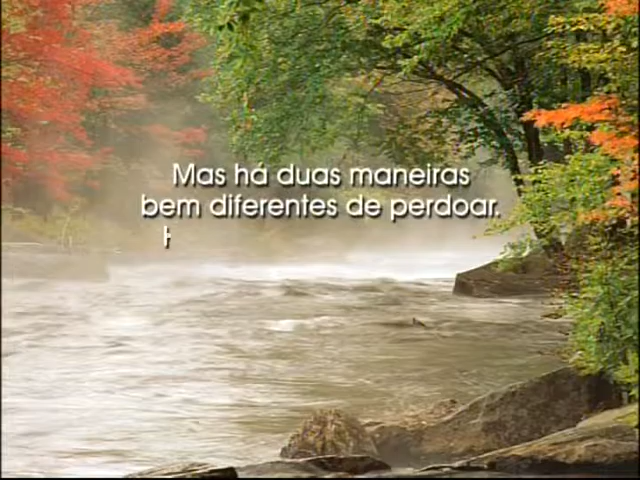 Mas há duas maneiras
bem diferentes de perdoar.